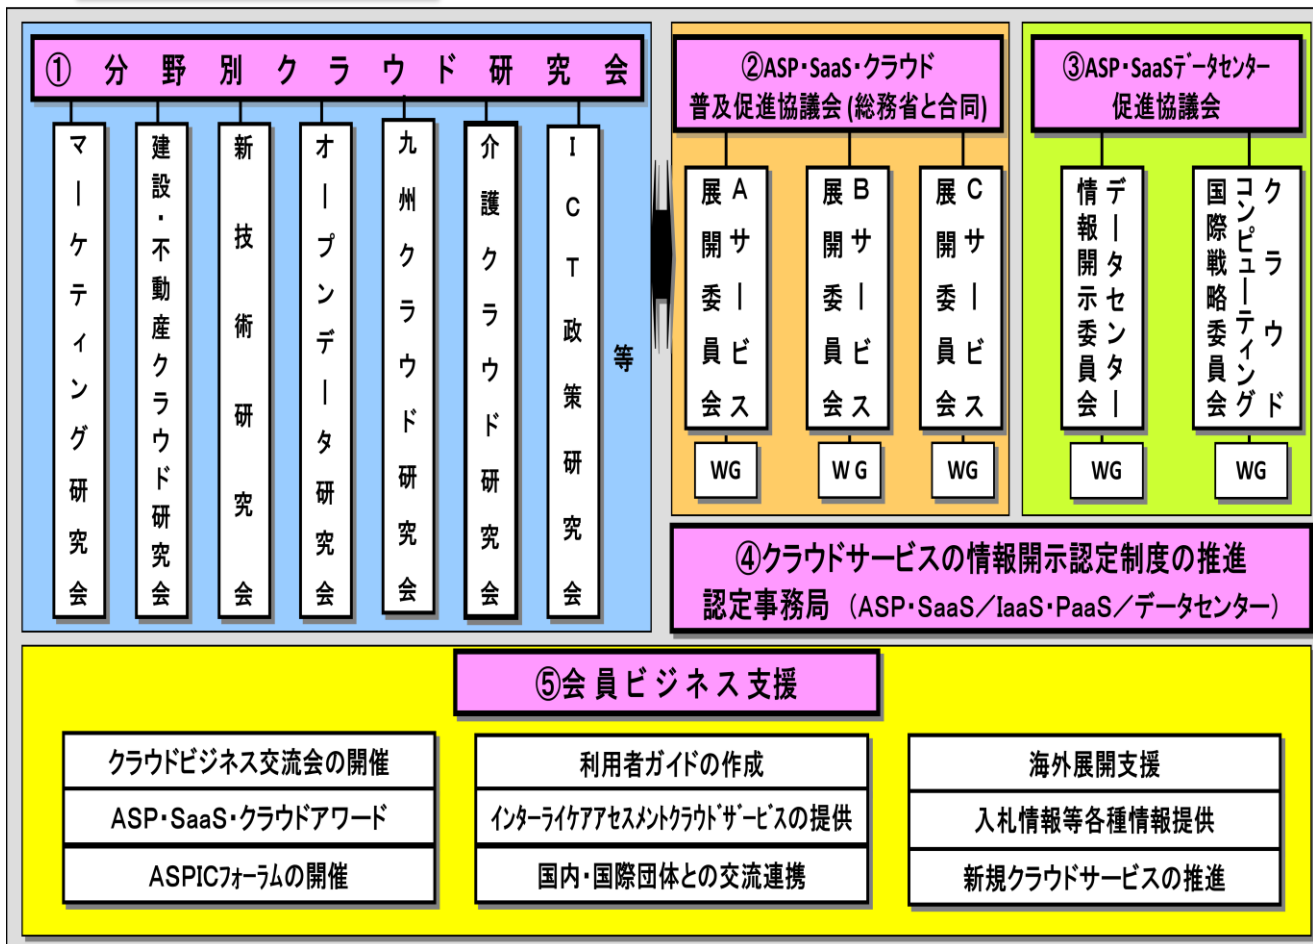 ①分野別クラウド研究会
マーケティング研究会
建設・不動産クラウド研究会
新技術研究会
オープンデータ研究会
九州クラウド研究会
介護クラウド研究会
ICT政策研究会
等
②ASP・SaaS・クラウド
普及促進協議会(総務省と合同)
Aサービス
展開委員会
WG
Bサービス
展開委員会
WG
Cサービス
展開委員会
WG
③ASP・SaaSデータセンター
促進協議会
データセンター
情報開示委員会
WG
クラウド
コンピューティング
国際戦略委員会
WG
④クラウドサービスの情報開示認定制度の推進
認定事務局 (ASP・SaaS/IaaS・PaaS/データセンター)
⑤会員ビジネス支援
クラウドビジネス交流会の開催
ASP・SaaS・クラウドアワード
ASPICフォーラムの開催
利用者ガイドの作成
インターライケアアセスメントクラウドサービスの提供
国内・国際団体との交流連携
海外展開支援
入札情報等各種情報提供
新規クラウドサービスの推進